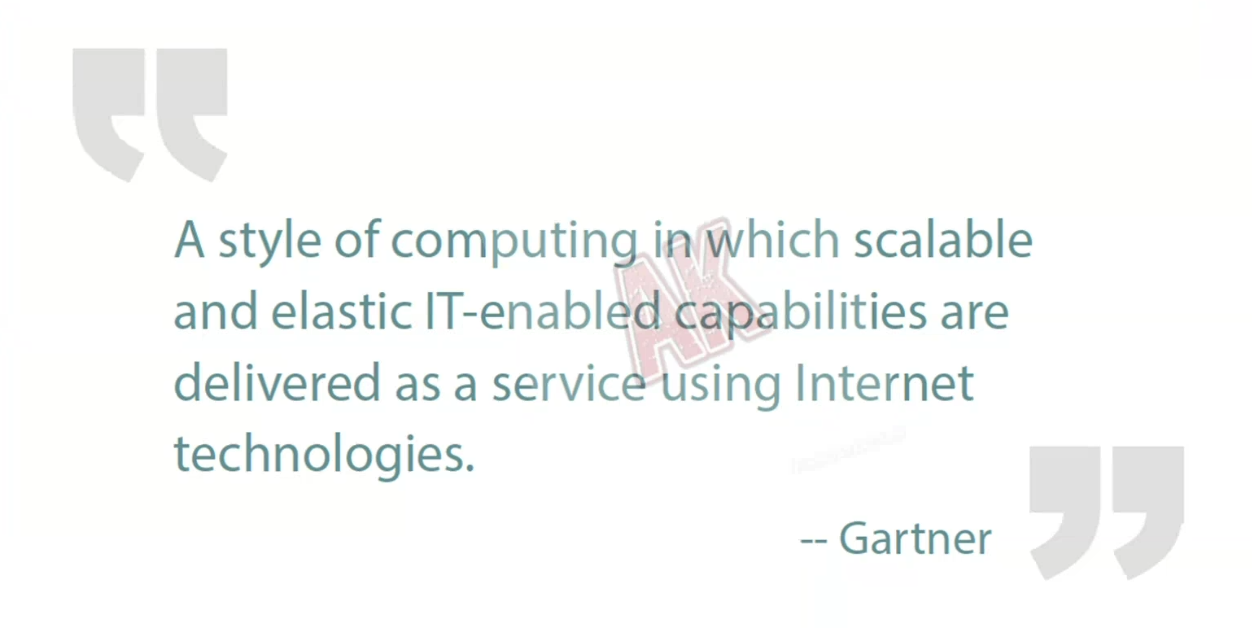 A style of computing in which scalable
and elastic IT-enabled capabilities are
delivered as a service using Internet
technologies.
-- Gartner
AK